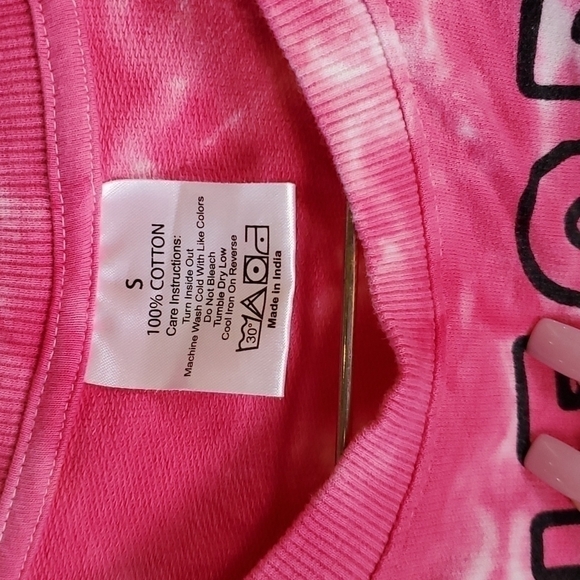 S
100% COTTON
Care Instructions:
Turn Inside Out
Machine Wash Cold With Like Colors
Do Not Bleach
Tumble Dry Low
Cool Iron On Reverse
30°
Made in India